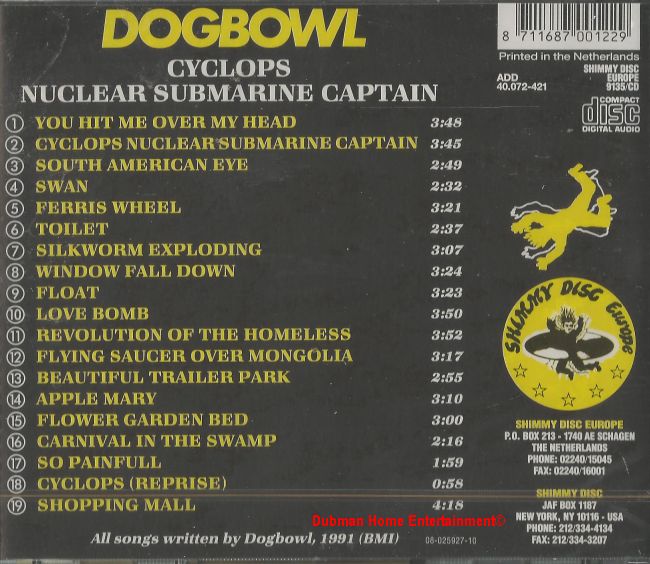 DOGBOWL
CYCLOPS
NUCLEAR SUBMARINE CAPTAIN
1 YOU HIT ME OVER MY HEAD 3:48
2 CYCLOPS NUCLEAR SUBMARINE CAPTAIN 3:45
3 SOUTH AMERICAN EYE 2:49
4 SWAN 2:32
5 FERRIS WHEEL 3:21
6 TOILET 2:37
7 SILKWORM EXPLODING 3:07
8 WINDOW FALL DOWN 3:24
9 FLOAT 3:23
10 LOVE BOMB 3:50
11 REVOLUTION OF THE HOMELESS 3:52
12 FLYING SAUCER OVER MONGOLIA 3:17
13 BEAUTIFUL TRAILER PARK 2:55
14 APPLE MARY 3:10
15 FLOWER GARDEN BED 3:00
16 CARNIVAL IN THE SWAMP 2:16
17 SO PAINFULL 1:59
18 CYCLOPS (REPRISE) 0:58
19 SHOPPING MALL 4:18
All songs written by Dogbowl, 1991 (BMI)
08-025927-10
Dubman Home Entertainment©
8 711687 001229
Printed in the Netherlands
ADD
40.072-421
SHIMMY DISC
EUROPE
9135/CD
COMPACT
disc
DIGITAL AUDIO
SHIMMY DISC EUROPE
SHIMMY DISC EUROPE
P.O. BOX 213 - 1740 AE SCHAGEN
THE NETHERLANDS
PHONE: 02240/15045
FAX: 02240/16001
SHIMMY DISC
JAF BOX 1187
NEW YORK, NY 10116 - USA
PHONE: 212/334-4134
FAX: 212/334-3207